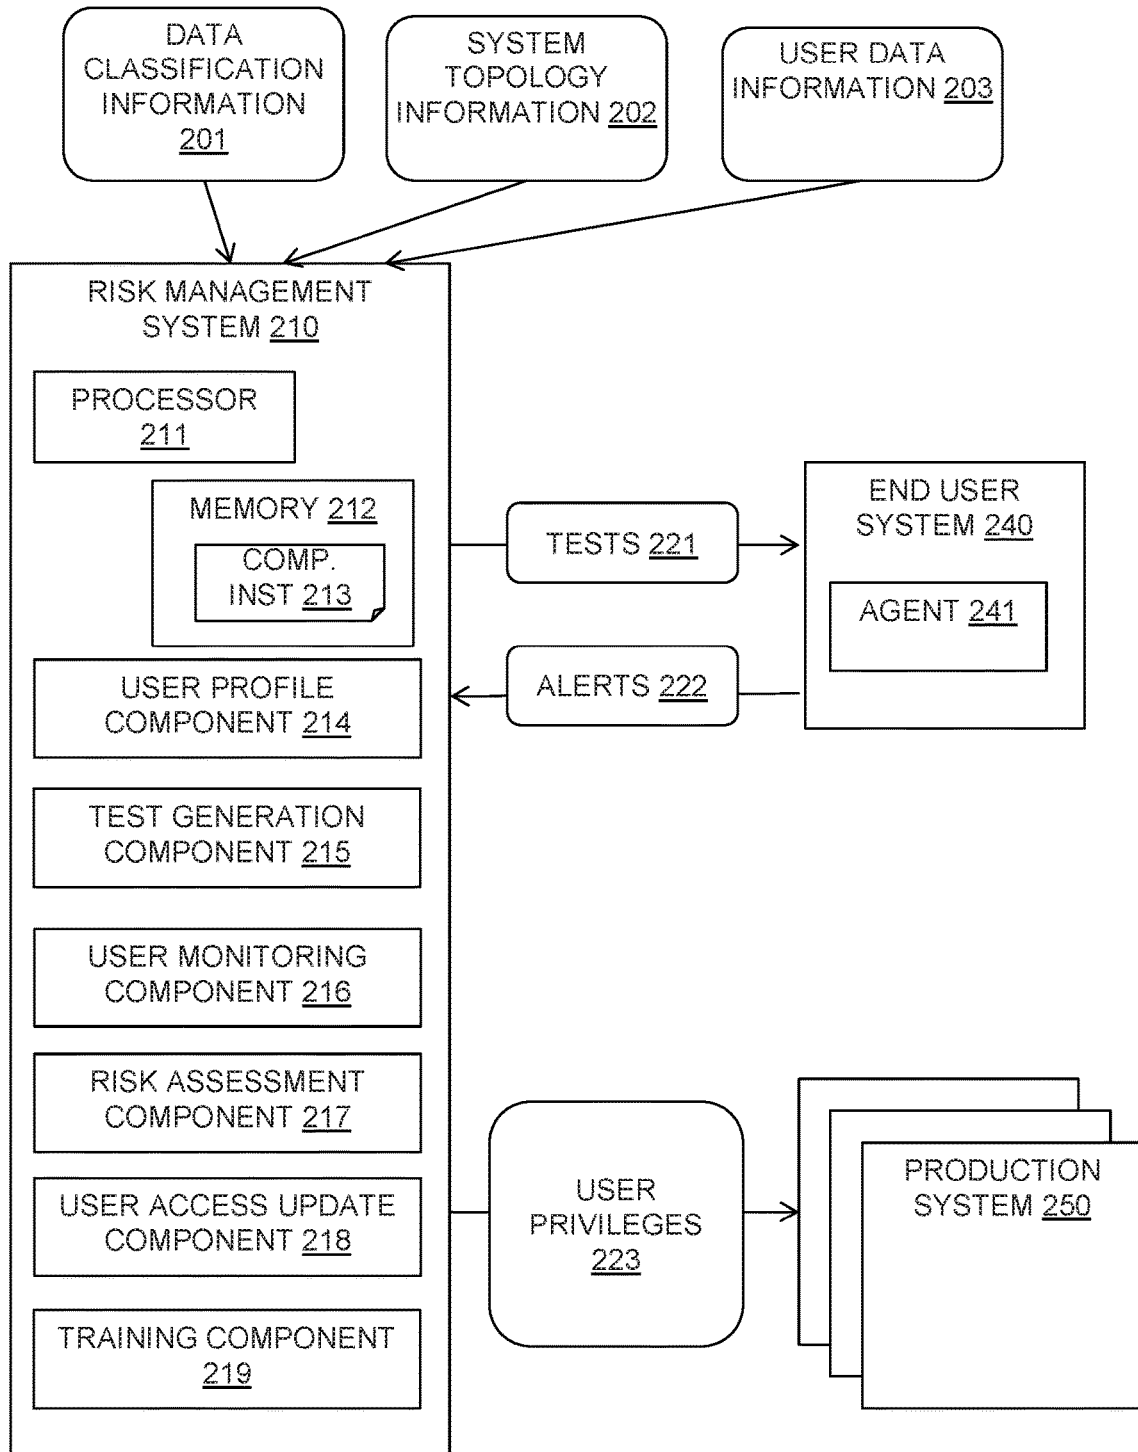 DATA
CLASSIFICATION
INFORMATION
201
SYSTEM
TOPOLOGY
INFORMATION 202
USER DATA
INFORMATION 203
RISK MANAGEMENT
SYSTEM 210
PROCESSOR
211
MEMORY 212
COMP.
INST 213
USER PROFILE
COMPONENT 214
TEST GENERATION
COMPONENT 215
USER MONITORING
COMPONENT 216
RISK ASSESSMENT
COMPONENT 217
USER ACCESS UPDATE
COMPONENT 218
TRAINING COMPONENT
219
TESTS 221
ALERTS 222
END USER
SYSTEM 240
AGENT 241
USER
PRIVILEGES
223
PRODUCTION
SYSTEM 250